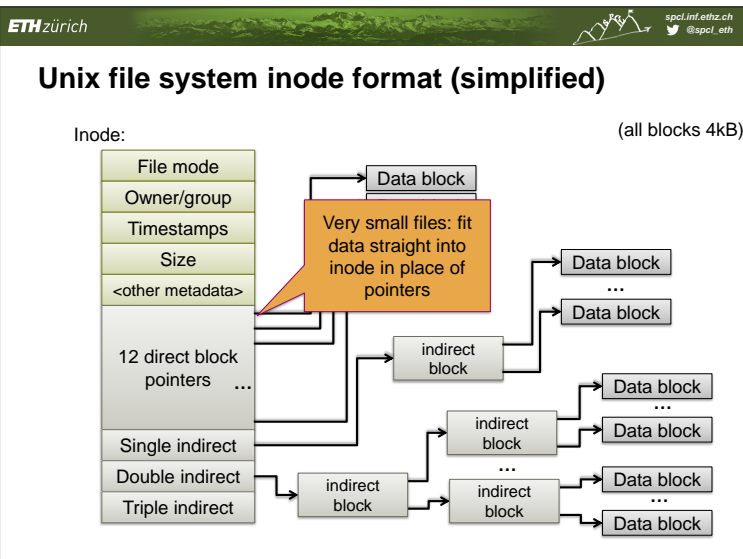 ETH zürich
spcl.inf.ethz.ch
@spcl_eth
Unix file system inode format (simplified)
Inode:
(all blocks 4kB)
File mode
Owner/group
Timestamps
Size
<other metadata>
12 direct block
pointers ...
Single indirect
Double indirect
Triple indirect
Data block
Very small files: fit
data straight into
inode in place of
pointers
Data block
...
Data block
indirect
block
Data block
...
Data block
indirect
block
...
indirect
block
indirect
block
Data block
...
Data block